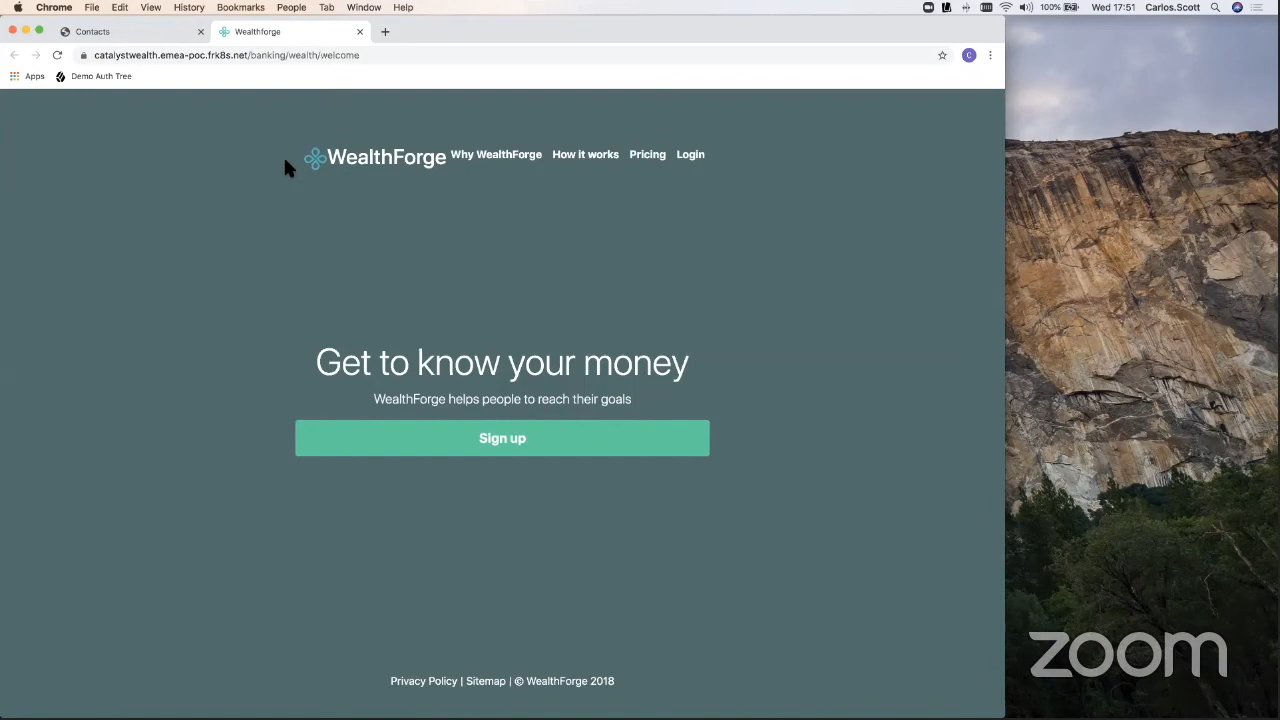 Chrome File Edit View History Bookmarks People Tab Window Help 100% Wed 17:51 Carlos.Scott
Contacts Wealthforge
catalystwealth.emea-poc.frk8s.net/banking/wealth/welcome C
Apps Demo Auth Tree
WealthForge Why WealthForge How it works Pricing Login
Get to know your money
WealthForge helps people to reach their goals
Sign up
Privacy Policy | Sitemap | © WealthForge 2018
zoom